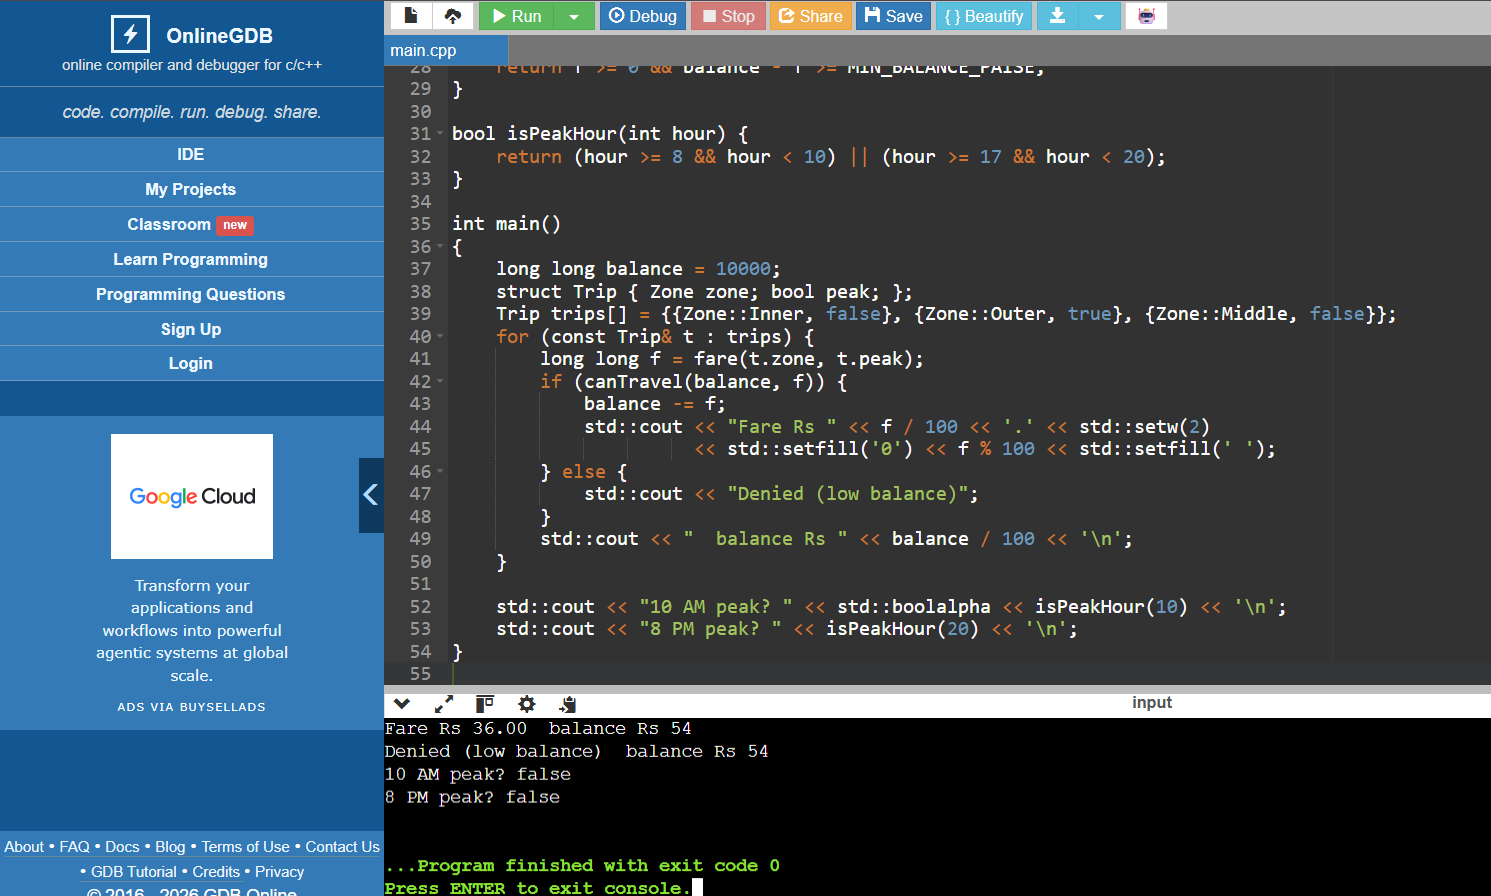 OnlineGDB
online compiler and debugger for c/c++
code. compile. run. debug. share.
IDE
My Projects
Classroom new
Learn Programming
Programming Questions
Sign Up
Login
Google Cloud
Transform your
applications and
workflows into powerful
agentic systems at global
scale.
ADS VIA BUYSELLADS
About • FAQ • Docs • Blog • Terms of Use • Contact Us
• GDB Tutorial • Credits • Privacy
© 2016 - 2026 GDB Online
Run Debug Stop Share Save { } Beautify
main.cpp
28 return f >= 0 && balance - f >= MIN_BALANCE_PAISE;
29 }
30
31 bool isPeakHour(int hour) {
32     return (hour >= 8 && hour < 10) || (hour >= 17 && hour < 20);
33 }
34
35 int main()
36 {
37     long long balance = 10000;
38     struct Trip { Zone zone; bool peak; };
39     Trip trips[] = {{Zone::Inner, false}, {Zone::Outer, true}, {Zone::Middle, false}};
40     for (const Trip& t : trips) {
41         long long f = fare(t.zone, t.peak);
42         if (canTravel(balance, f)) {
43             balance -= f;
44             std::cout << "Fare Rs " << f / 100 << '.' << std::setw(2)
45                       << std::setfill('0') << f % 100 << std::setfill(' ');
46         } else {
47             std::cout << "Denied (low balance)";
48         }
49         std::cout << "  balance Rs " << balance / 100 << '\n';
50     }
51
52     std::cout << "10 AM peak? " << std::boolalpha << isPeakHour(10) << '\n';
53     std::cout << "8 PM peak? " << isPeakHour(20) << '\n';
54 }
55
input
Fare Rs 36.00  balance Rs 54
Denied (low balance)  balance Rs 54
10 AM peak? false
8 PM peak? false
...Program finished with exit code 0
Press ENTER to exit console.